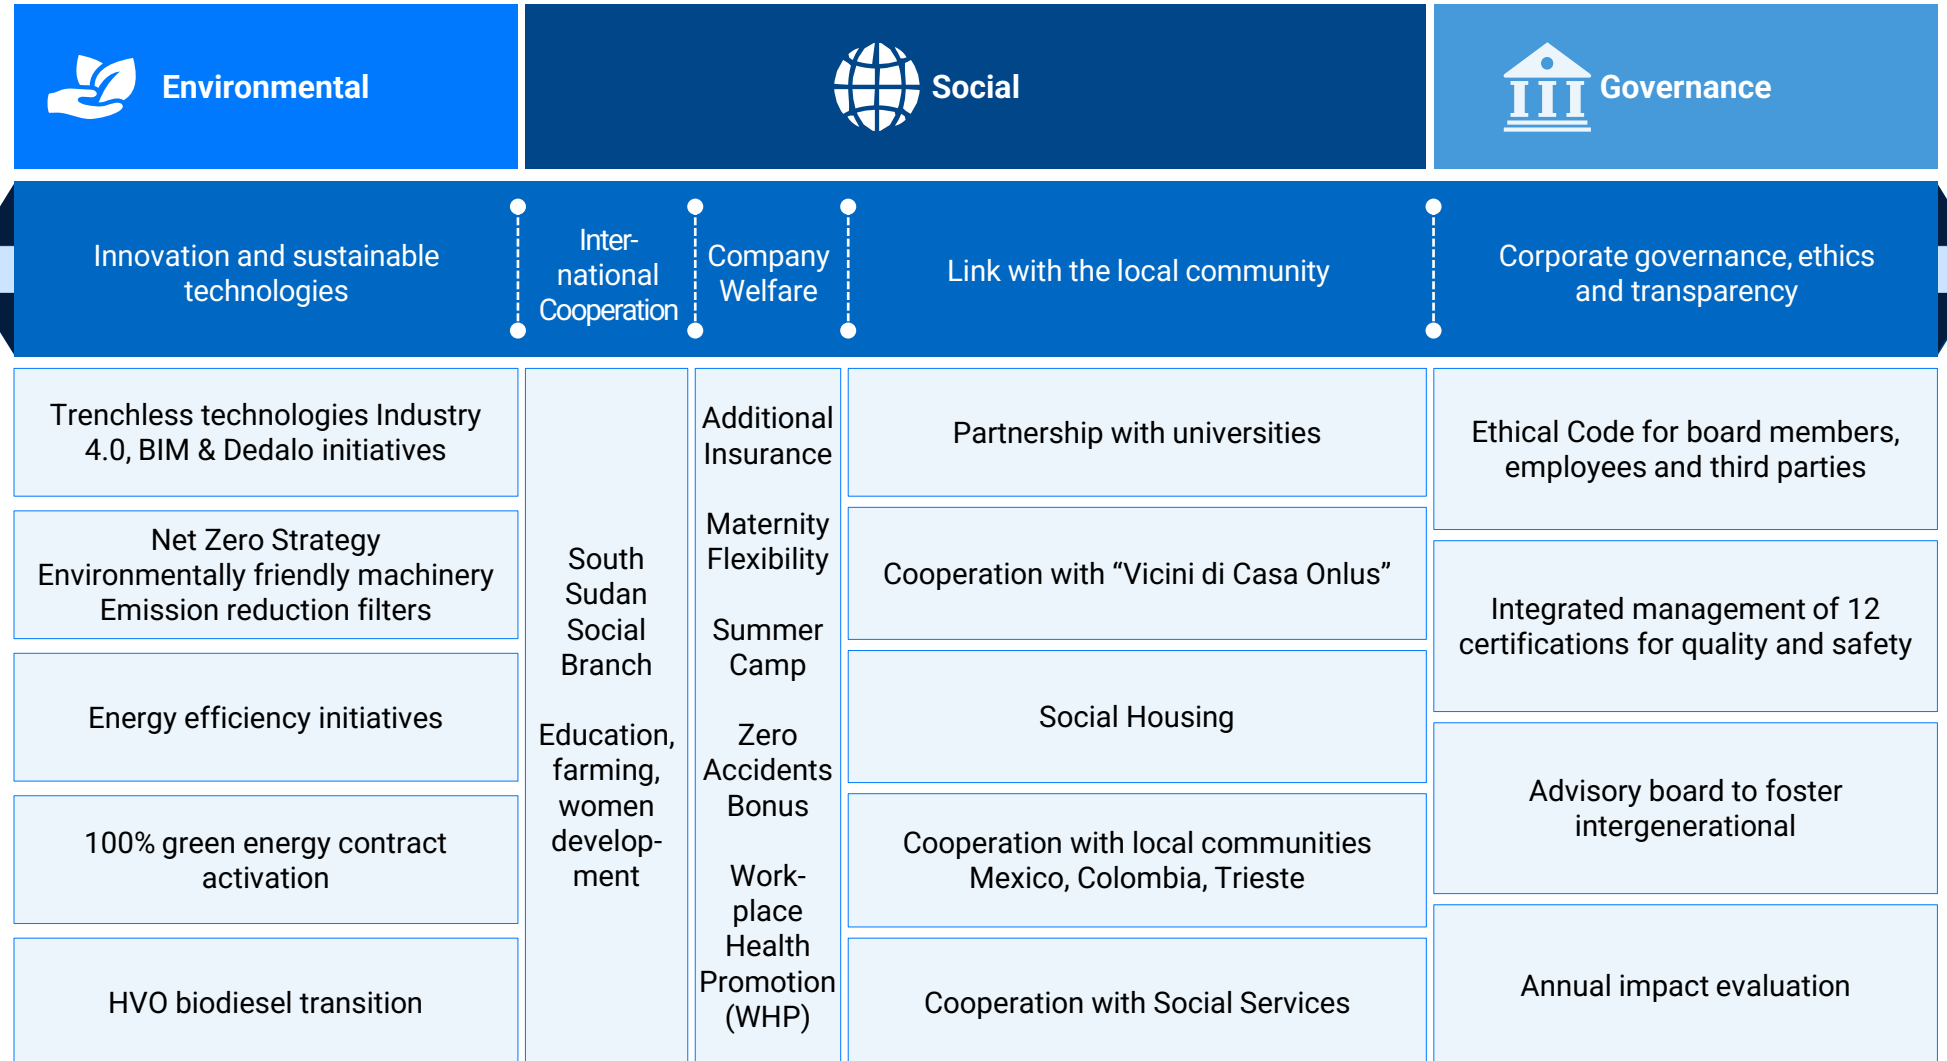 Environmental
Social
Governance
Innovation and sustainable
technologies
Inter-
national
Cooperation
Company
Welfare
Link with the local community
Corporate governance, ethics
and transparency
Trenchless technologies Industry
4.0, BIM & Dedalo initiatives
Net Zero Strategy
Environmentally friendly machinery
Emission reduction filters
Energy efficiency initiatives
100% green energy contract
activation
HVO biodiesel transition
South
Sudan
Social
Branch
Education,
farming,
women
develop-
ment
Additional
Insurance
Maternity
Flexibility
Summer
Camp
Zero
Accidents
Bonus
Work-
place
Health
Promotion
(WHP)
Partnership with universities
Cooperation with “Vicini di Casa Onlus”
Social Housing
Cooperation with local communities
Mexico, Colombia, Trieste
Cooperation with Social Services
Ethical Code for board members,
employees and third parties
Integrated management of 12
certifications for quality and safety
Advisory board to foster
intergenerational
Annual impact evaluation